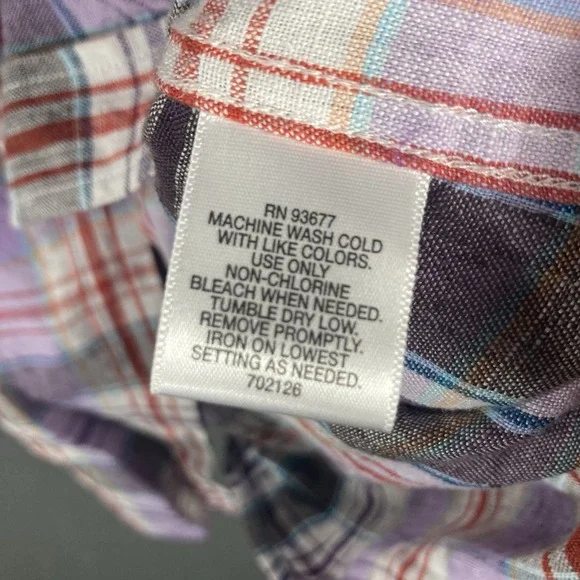 RN 93677
MACHINE WASH COLD
WITH LIKE COLORS.
USE ONLY
NON-CHLORINE
BLEACH WHEN NEEDED.
TUMBLE DRY LOW.
REMOVE PROMPTLY.
IRON ON LOWEST
SETTING AS NEEDED.
702126